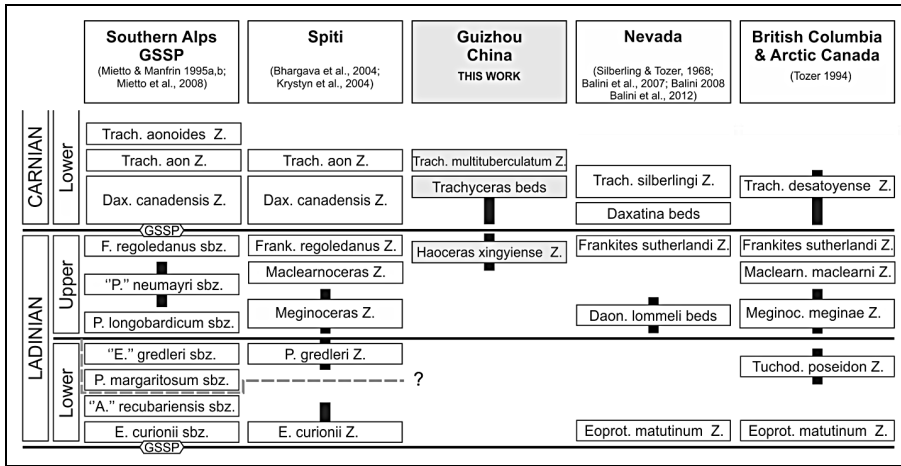 Southern Alps
GSSP
(Mietto & Manfrin 1995a,b;
Mietto et al., 2008)
Spiti
(Bhargava et al., 2004;
Krystyn et al., 2004)
Guizhou
China
THIS WORK
Nevada
(Silberling & Tozer, 1968;
Balini et al., 2007; Balini 2008
Balini et al., 2012)
British Columbia
& Arctic Canada
(Tozer 1994)
CARNIAN
Lower
Trach. aonoides Z.
Trach. aon Z.
Trach. aon Z.
Trach. multituberculatum Z.
Dax. canadensis Z.
Dax. canadensis Z.
Trachyceras beds
Trach. silberlingi Z.
Daxatina beds
Trach. desatoyense Z.
GSSP
LADINIAN
Upper
F. regoledanus sbz.
Frank. regoledanus Z.
Haoceras xingyiense Z.
Frankites sutherlandi Z.
Frankites sutherlandi Z.
Maclearnoceras Z.
Maclearn. maclearni Z.
"P." neumayri sbz.
P. longobardicum sbz.
Meginoceras Z.
Daon. lommeli beds
Meginoc. meginae Z.
Lower
"E." gredleri sbz.
P. gredleri Z.
Tuchod. poseidon Z.
P. margaritosum sbz.
?
"A." recubariensis sbz.
E. curionii sbz.
E. curionii Z.
Eoprot. matutinum Z.
Eoprot. matutinum Z.
GSSP